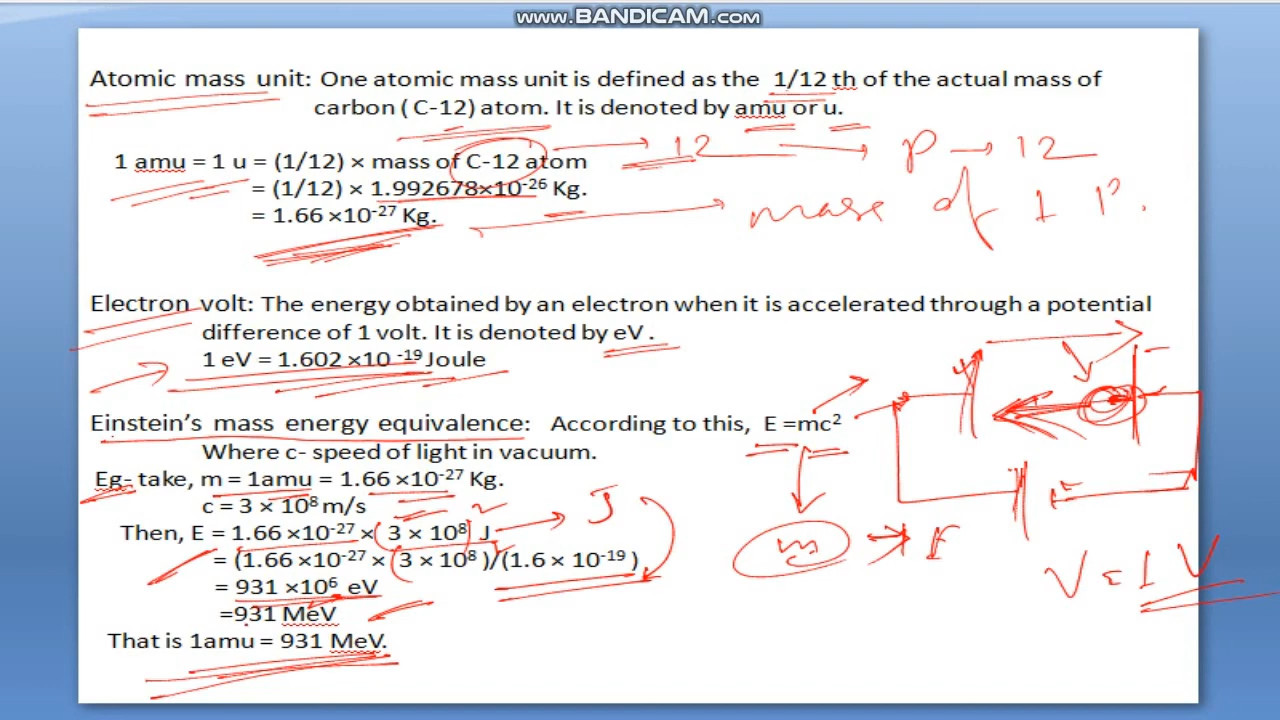 WWW.BANDICAM.COM
Atomic mass unit: One atomic mass unit is defined as the 1/12 th of the actual mass of
carbon ( C-12) atom. It is denoted by amu or u.
1 amu = 1 u = (1/12) × mass of C-12 atom
12
P → 12
= (1/12) × 1.992678×10⁻²⁶ Kg.
= 1.66 ×10⁻²⁷ Kg.
mass of 1 P.
Electron volt: The energy obtained by an electron when it is accelerated through a potential
difference of 1 volt. It is denoted by eV .
1 eV = 1.602 ×10 ⁻¹⁹ Joule
Einstein's mass energy equivalence: According to this, E =mc²
Where c- speed of light in vacuum.
Eg- take, m = 1amu = 1.66 ×10⁻²⁷ Kg.
c = 3 × 10⁸ m/s
Then, E = 1.66 ×10⁻²⁷ × ( 3 × 10⁸ )² J → J
= (1.66 ×10⁻²⁷ × ( 3 × 10⁸ )²)/(1.6 × 10⁻¹⁹ )
m → E
= 931 ×10⁶ eV
V = 1 V
=931 MeV
That is 1amu = 931 MeV.